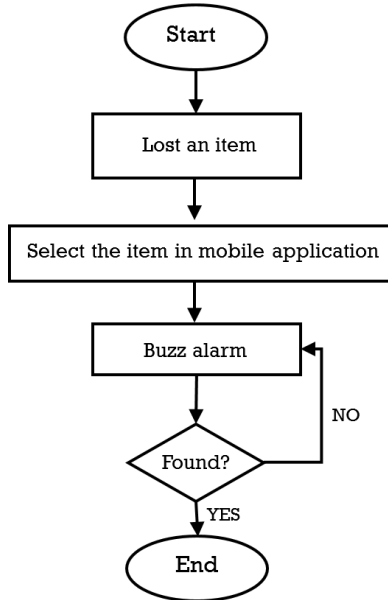 Start
Lost an item
Select the item in mobile application
Buzz alarm
NO
Found?
YES
End